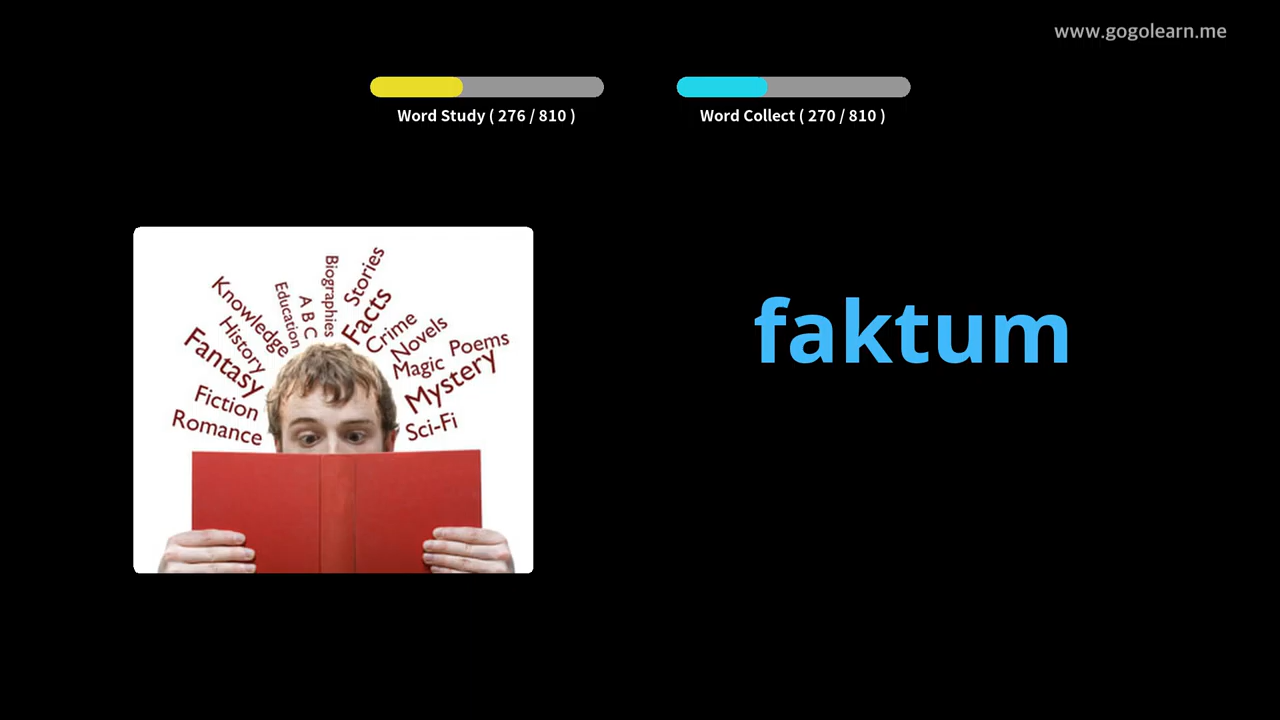 www.gogolearn.me
Word Study ( 276 / 810 )
Word Collect ( 270 / 810 )
Biographies
Stories
Education
A B C
Facts
Knowledge
Crime
History
Novels
Poems
Fantasy
Magic
Mystery
Fiction
Romance
Sci-Fi
faktum